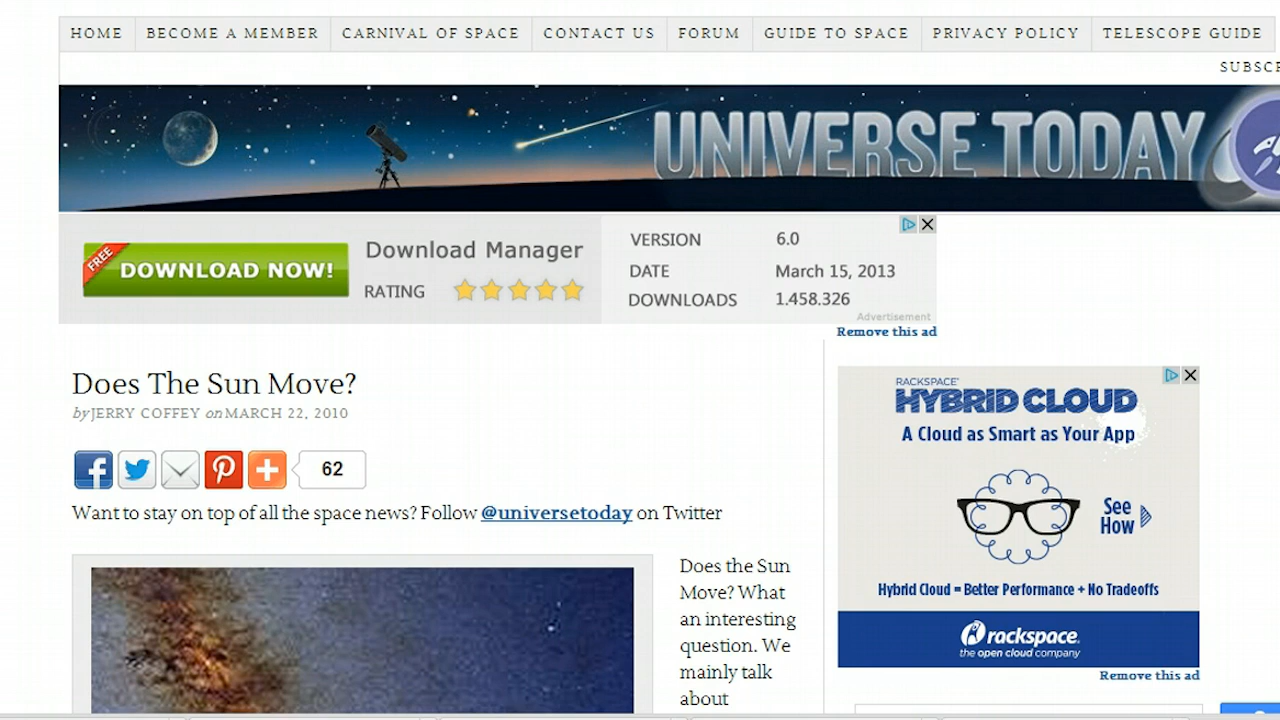 HOME BECOME A MEMBER CARNIVAL OF SPACE CONTACT US FORUM GUIDE TO SPACE PRIVACY POLICY TELESCOPE GUIDE
UNIVERSE TODAY
FREE
DOWNLOAD NOW!
Download Manager
RATING
VERSION 6.0
DATE March 15, 2013
DOWNLOADS 1.458.326
Advertisement
Remove this ad
Does The Sun Move?
by JERRY COFFEY on MARCH 22, 2010
62
Want to stay on top of all the space news? Follow @universetoday on Twitter
Does the Sun
Move? What
an interesting
question. We
mainly talk
about
RACKSPACE®
HYBRID CLOUD
A Cloud as Smart as Your App
See
How
Hybrid Cloud = Better Performance + No Tradeoffs
rackspace®
the open cloud company
Remove this ad